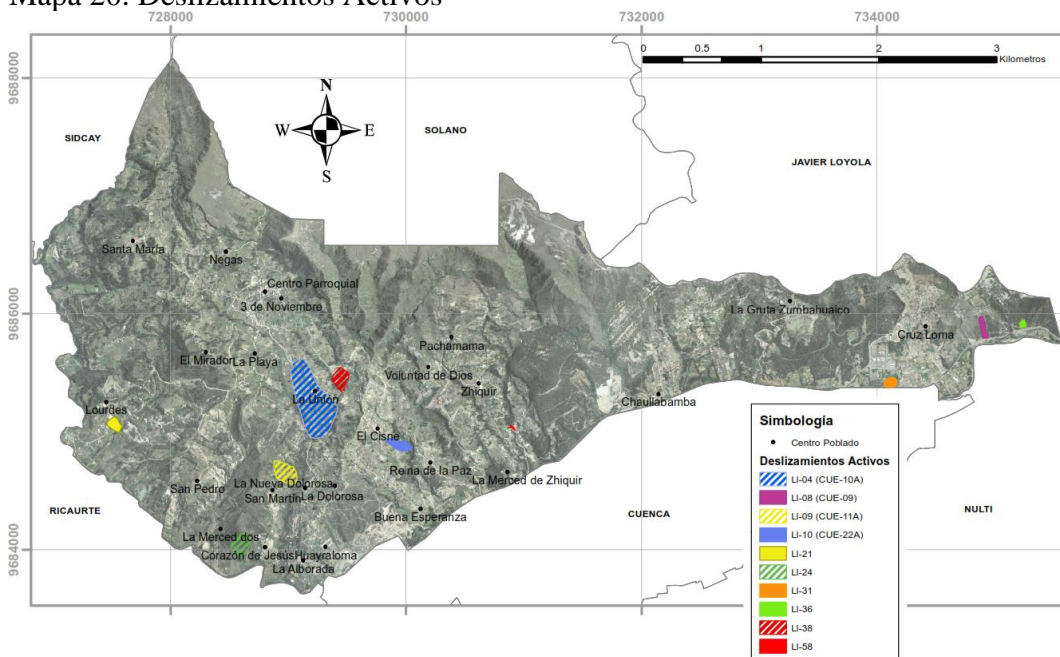 Mapa 20. Deslizamientos Activos
728000
730000
732000
734000
0 0.5 1 2 3
Kilometros
9688000
9686000
9684000
N
W E
S
SIDCAY
SOLANO
JAVIER LOYOLA
Santa María
Negas
Centro Parroquial
3 de Noviembre
La Gruta Zumbahuaico
Cruz Loma
Pachamama
El Mirador
La Playa
Voluntad de Dios
Zhiquir
La Unión
Chaullabamba
Lourdes
El Cisne
Reina de la Paz
La Merced de Zhiquir
San Pedro
La Nueva Dolorosa
San Martín
La Dolorosa
RICAURTE
Buena Esperanza
CUENCA
NULTI
La Merced dos
Corazón de Jesús
Huayraloma
La Alborada
Simbología
Centro Poblado
Deslizamientos Activos
LI-04 (CUE-10A)
LI-08 (CUE-09)
LI-09 (CUE-11A)
LI-10 (CUE-22A)
LI-21
LI-24
LI-31
LI-36
LI-38
LI-58